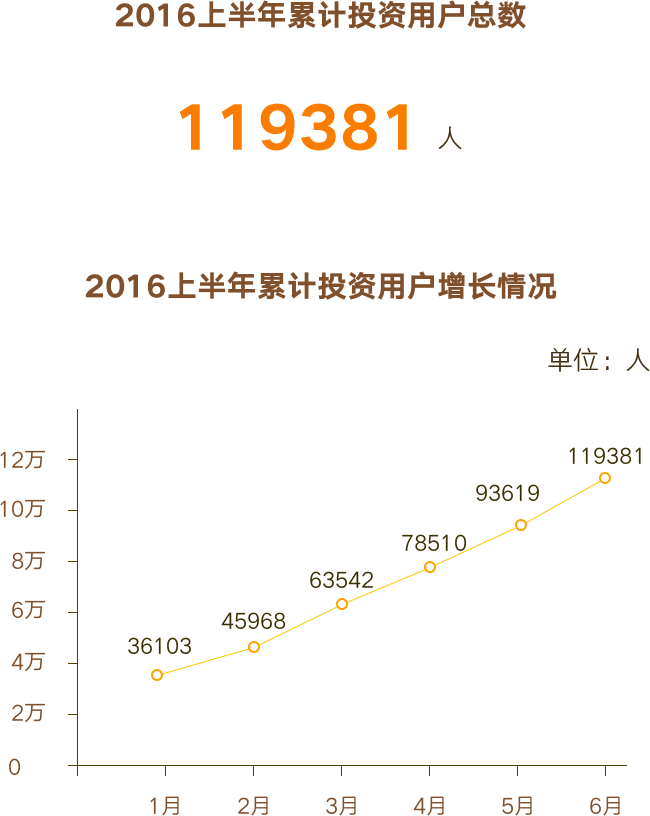 2016上半年累计投资用户总数
119381 人
2016上半年累计投资用户增长情况
单位：人
12万
10万
8万
6万
4万
2万
0
36103
45968
63542
78510
93619
119381
1月 2月 3月 4月 5月 6月